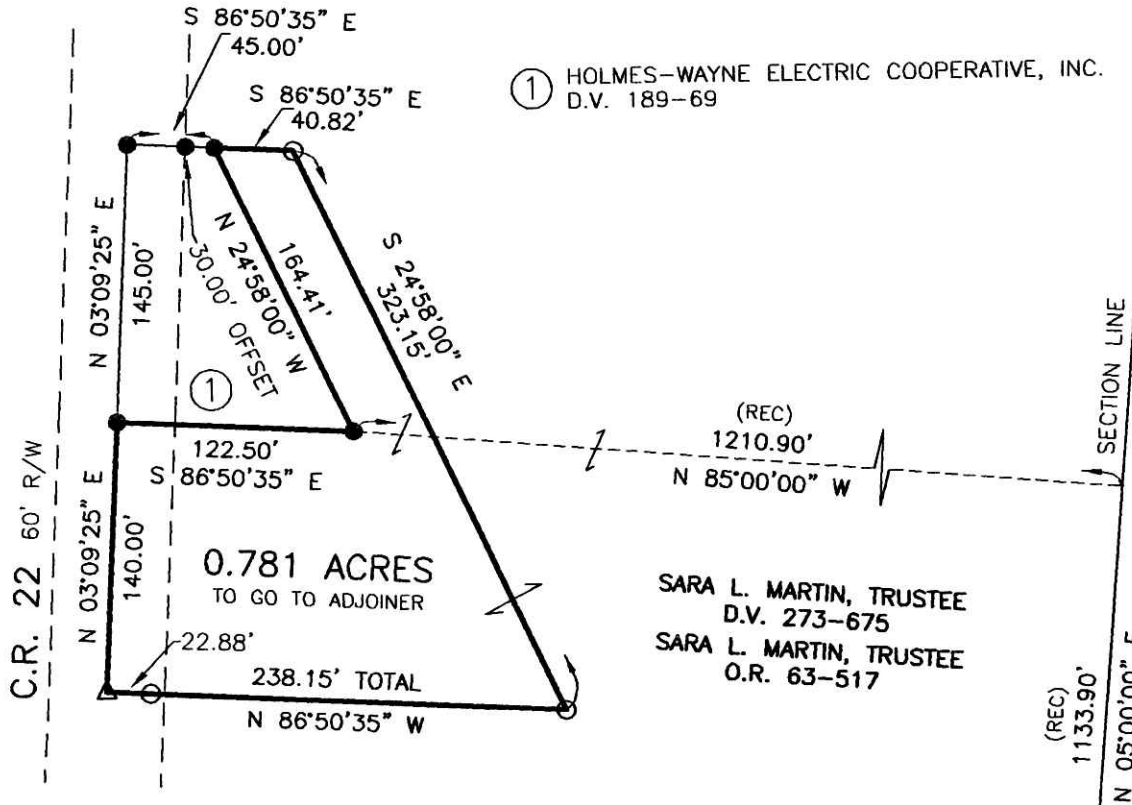 S 86°50'35" E
45.00'
S 86°50'35" E
40.82'
① HOLMES-WAYNE ELECTRIC COOPERATIVE, INC.
D.V. 189-69
N 03°09'25" E
145.00'
N 24°58'00" W
164.41'
30.00' OFFSET
S 24°58'00" E
323.15'
①
122.50'
S 86°50'35" E
(REC)
1210.90'
N 85°00'00" W
SECTION LINE
C.R. 22 60' R/W
N 03°09'25" E
140.00'
0.781 ACRES
TO GO TO ADJOINER
22.88'
238.15' TOTAL
N 86°50'35" W
SARA L. MARTIN, TRUSTEE
D.V. 273-675
SARA L. MARTIN, TRUSTEE
O.R. 63-517
(REC)
1133.90'
N 05°00'00" E